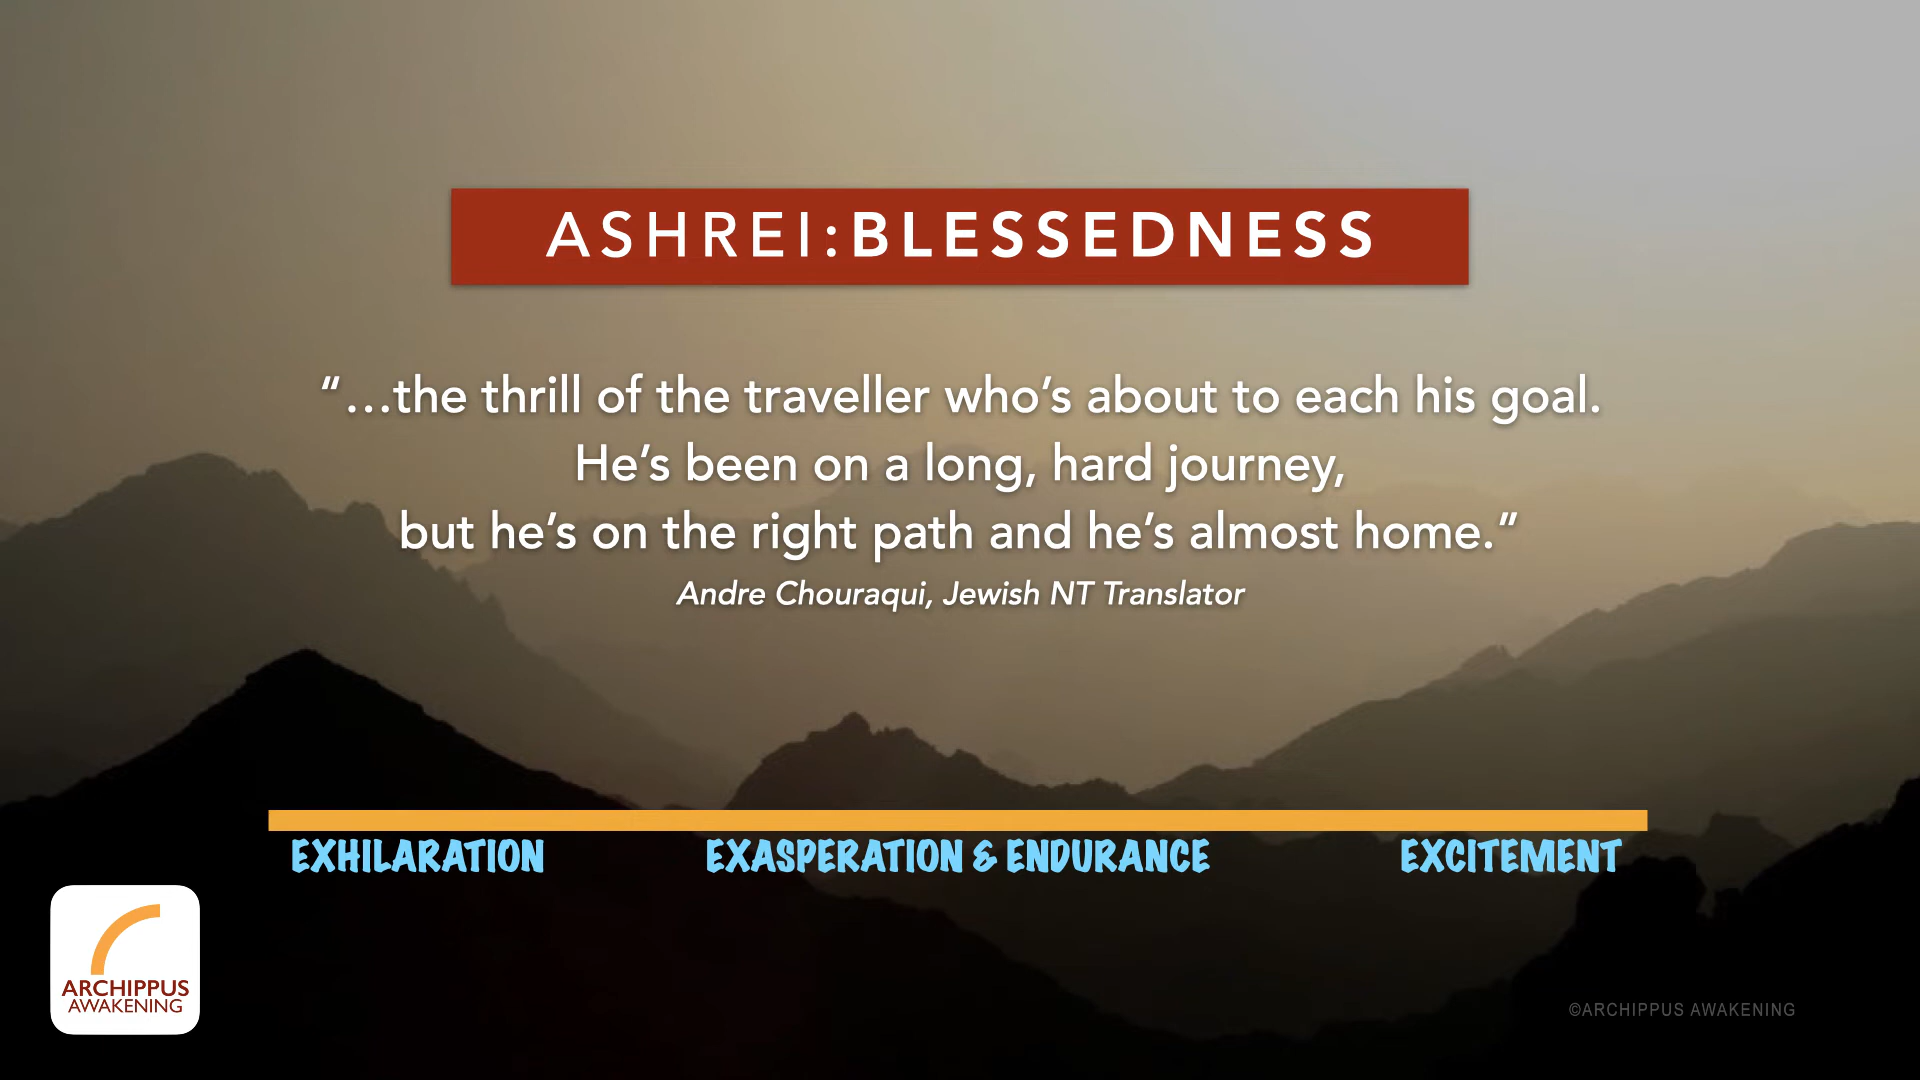 ASHREI:BLESSEDNESS
“…the thrill of the traveller who’s about to each his goal.
He’s been on a long, hard journey,
but he’s on the right path and he’s almost home.”
Andre Chouraqui, Jewish NT Translator
EXHILARATION EXASPERATION & ENDURANCE EXCITEMENT
ARCHIPPUS
AWAKENING
©ARCHIPPUS AWAKENING